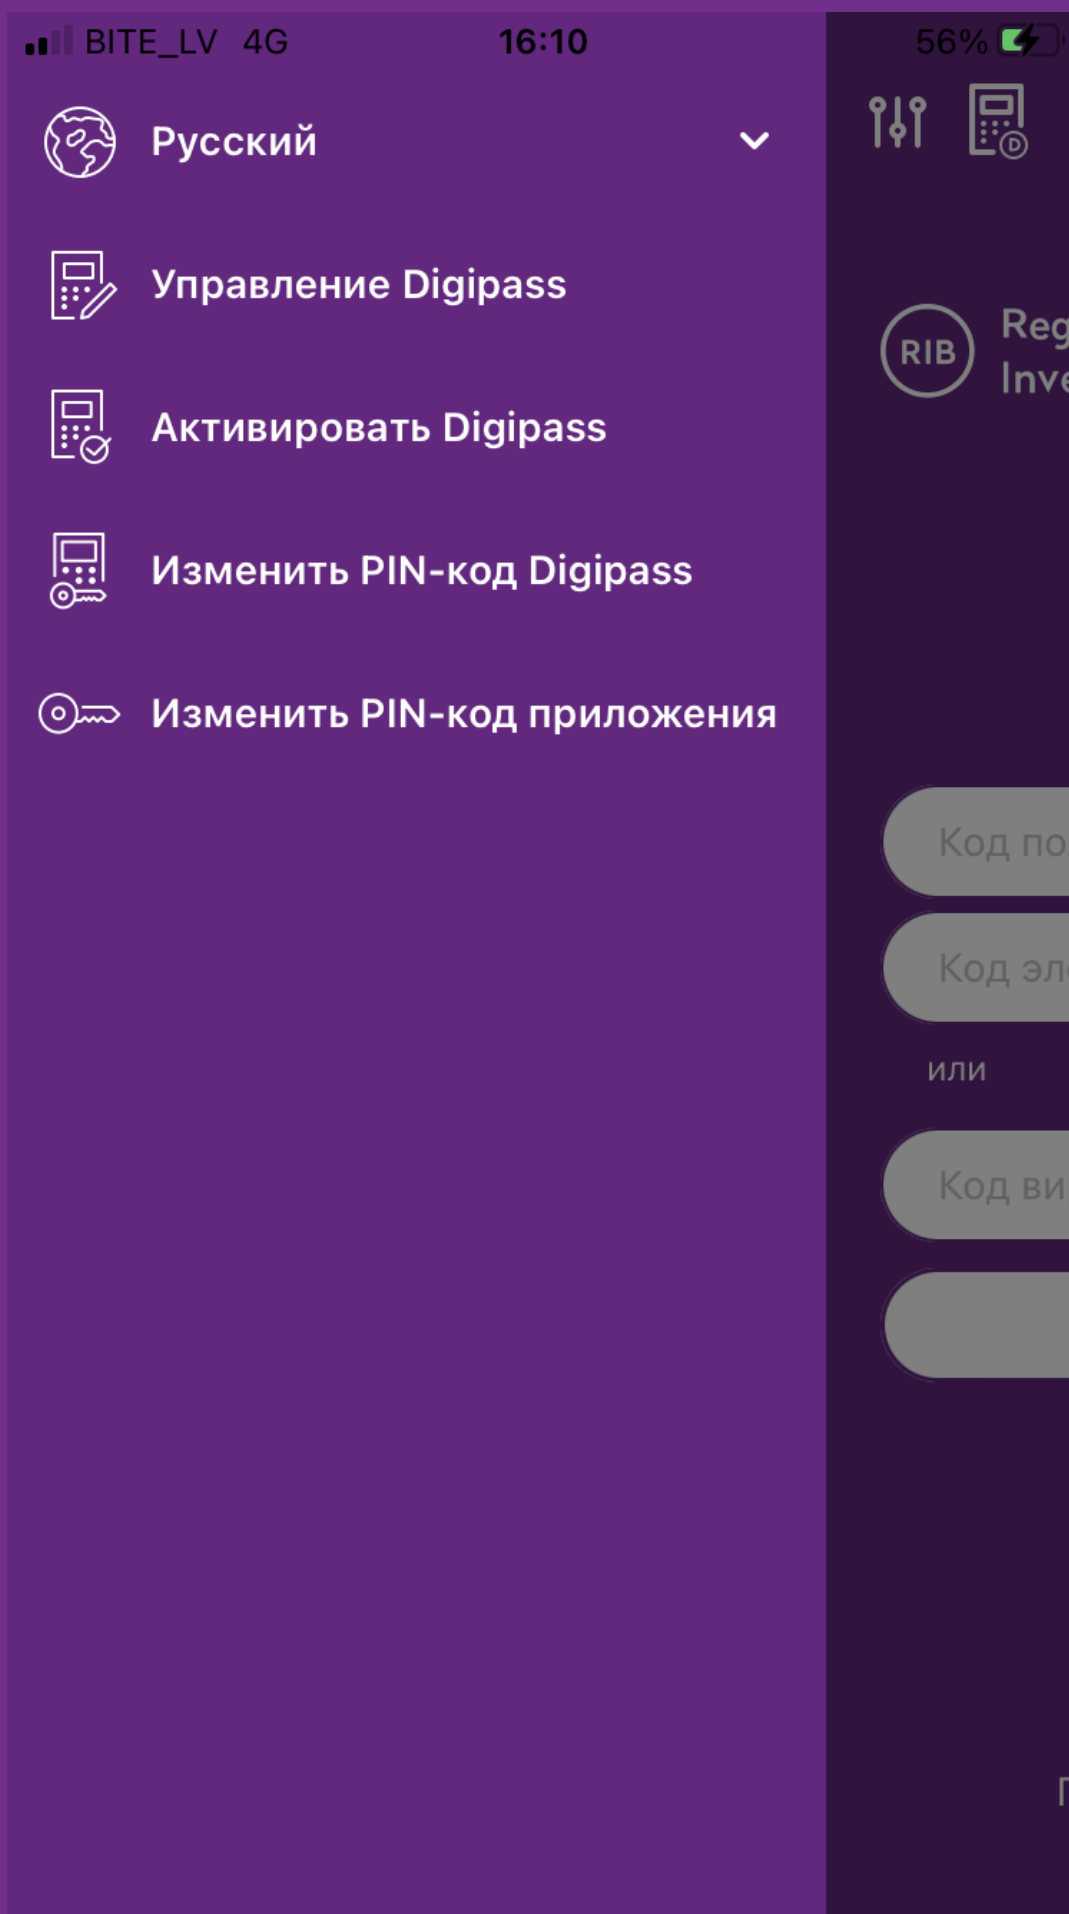 BITE_LV 4G 16:10 56%
Русский
Управление Digipass
Активировать Digipass
Изменить PIN-код Digipass
Изменить PIN-код приложения
D
RIB
Reg
Inve
Код по
Код эл
или
Код ви